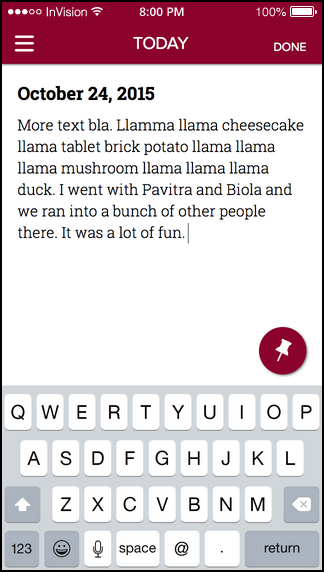 InVision 8:00 PM 100%
TODAY DONE
October 24, 2015
More text bla. Llamma llama cheesecake
llama tablet brick potato llama llama
llama mushroom llama llama llama
duck. I went with Pavitra and Biola and
we ran into a bunch of other people
there. It was a lot of fun.
Q W E R T Y U I O P
A S D F G H J K L
Z X C V B N M
123 space @ . return